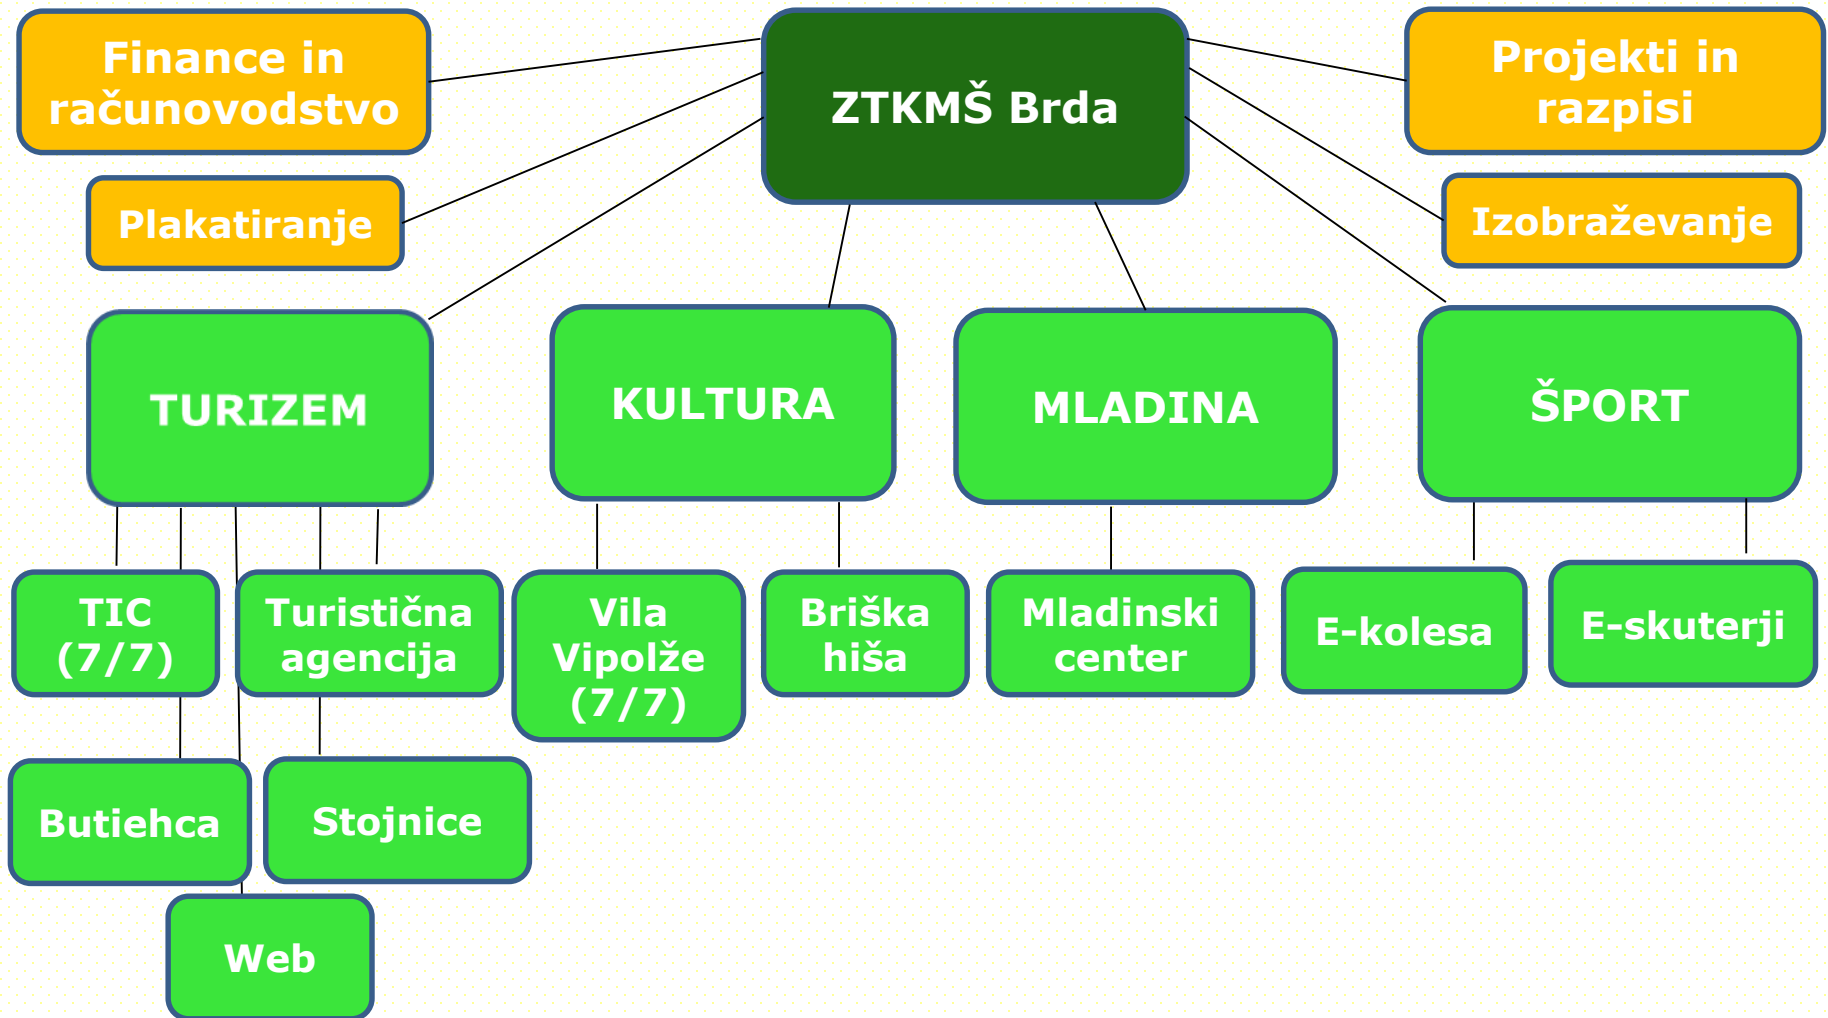 Finance in
računovodstvo
ZTKMŠ Brda
Projekti in
razpisi
Plakatiranje
Izobraževanje
TURIZEM
KULTURA
MLADINA
ŠPORT
TIC
(7/7)
Turistična
agencija
Vila
Vipolže
(7/7)
Briška
hiša
Mladinski
center
E-kolesa
E-skuterji
Butiehca
Stojnice
Web